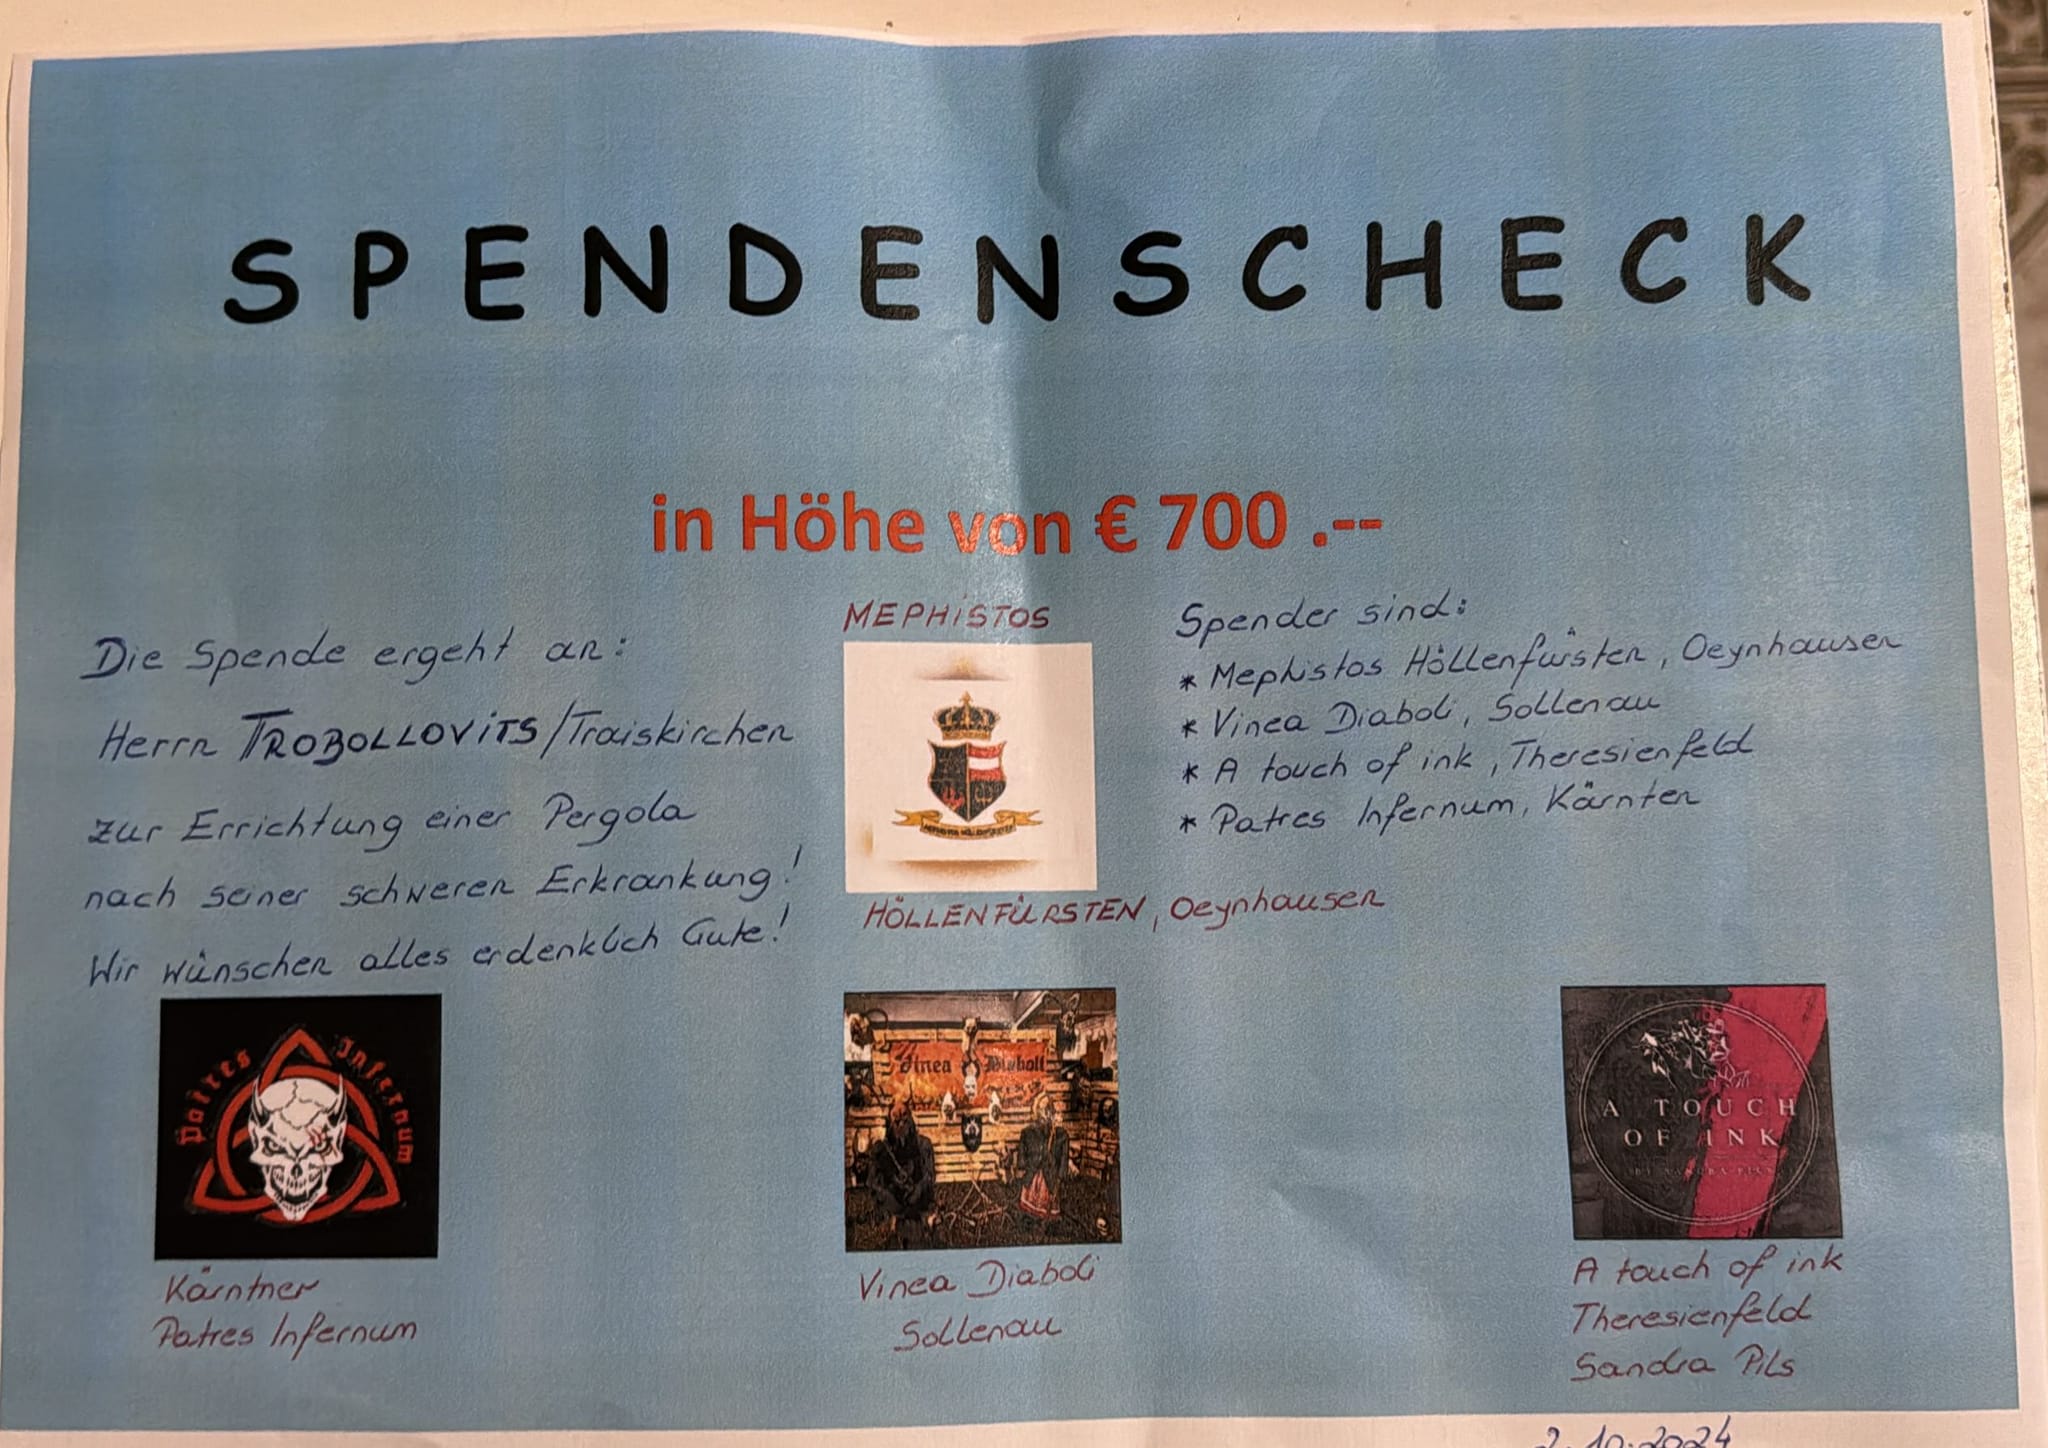 SPENDENSCHECK
in Höhe von € 700 .--
Die Spende ergeht an:
Herrn TROBOLLOVITS/Traiskirchen
zur Errichtung einer Pergola
nach seiner schweren Erkrankung!
Wir wünschen alles erdenklich Gute!
MEPHISTOS
HÖLLENFÜRSTEN, Oeynhausen
Spender sind:
* Mephistos Höllenfürsten, Oeynhausen
* Vinea Diaboli, Sollenau
* A touch of ink, Theresienfeld
* Patres Infernum, Kärnten
Patres Infernum
Kärntner
Patres Infernum
Vinea Diaboli
Vinea Diaboli
Sollenau
A TOUCH
OF INK
A touch of ink
Theresienfeld
Sandra Pils
2.10.2024